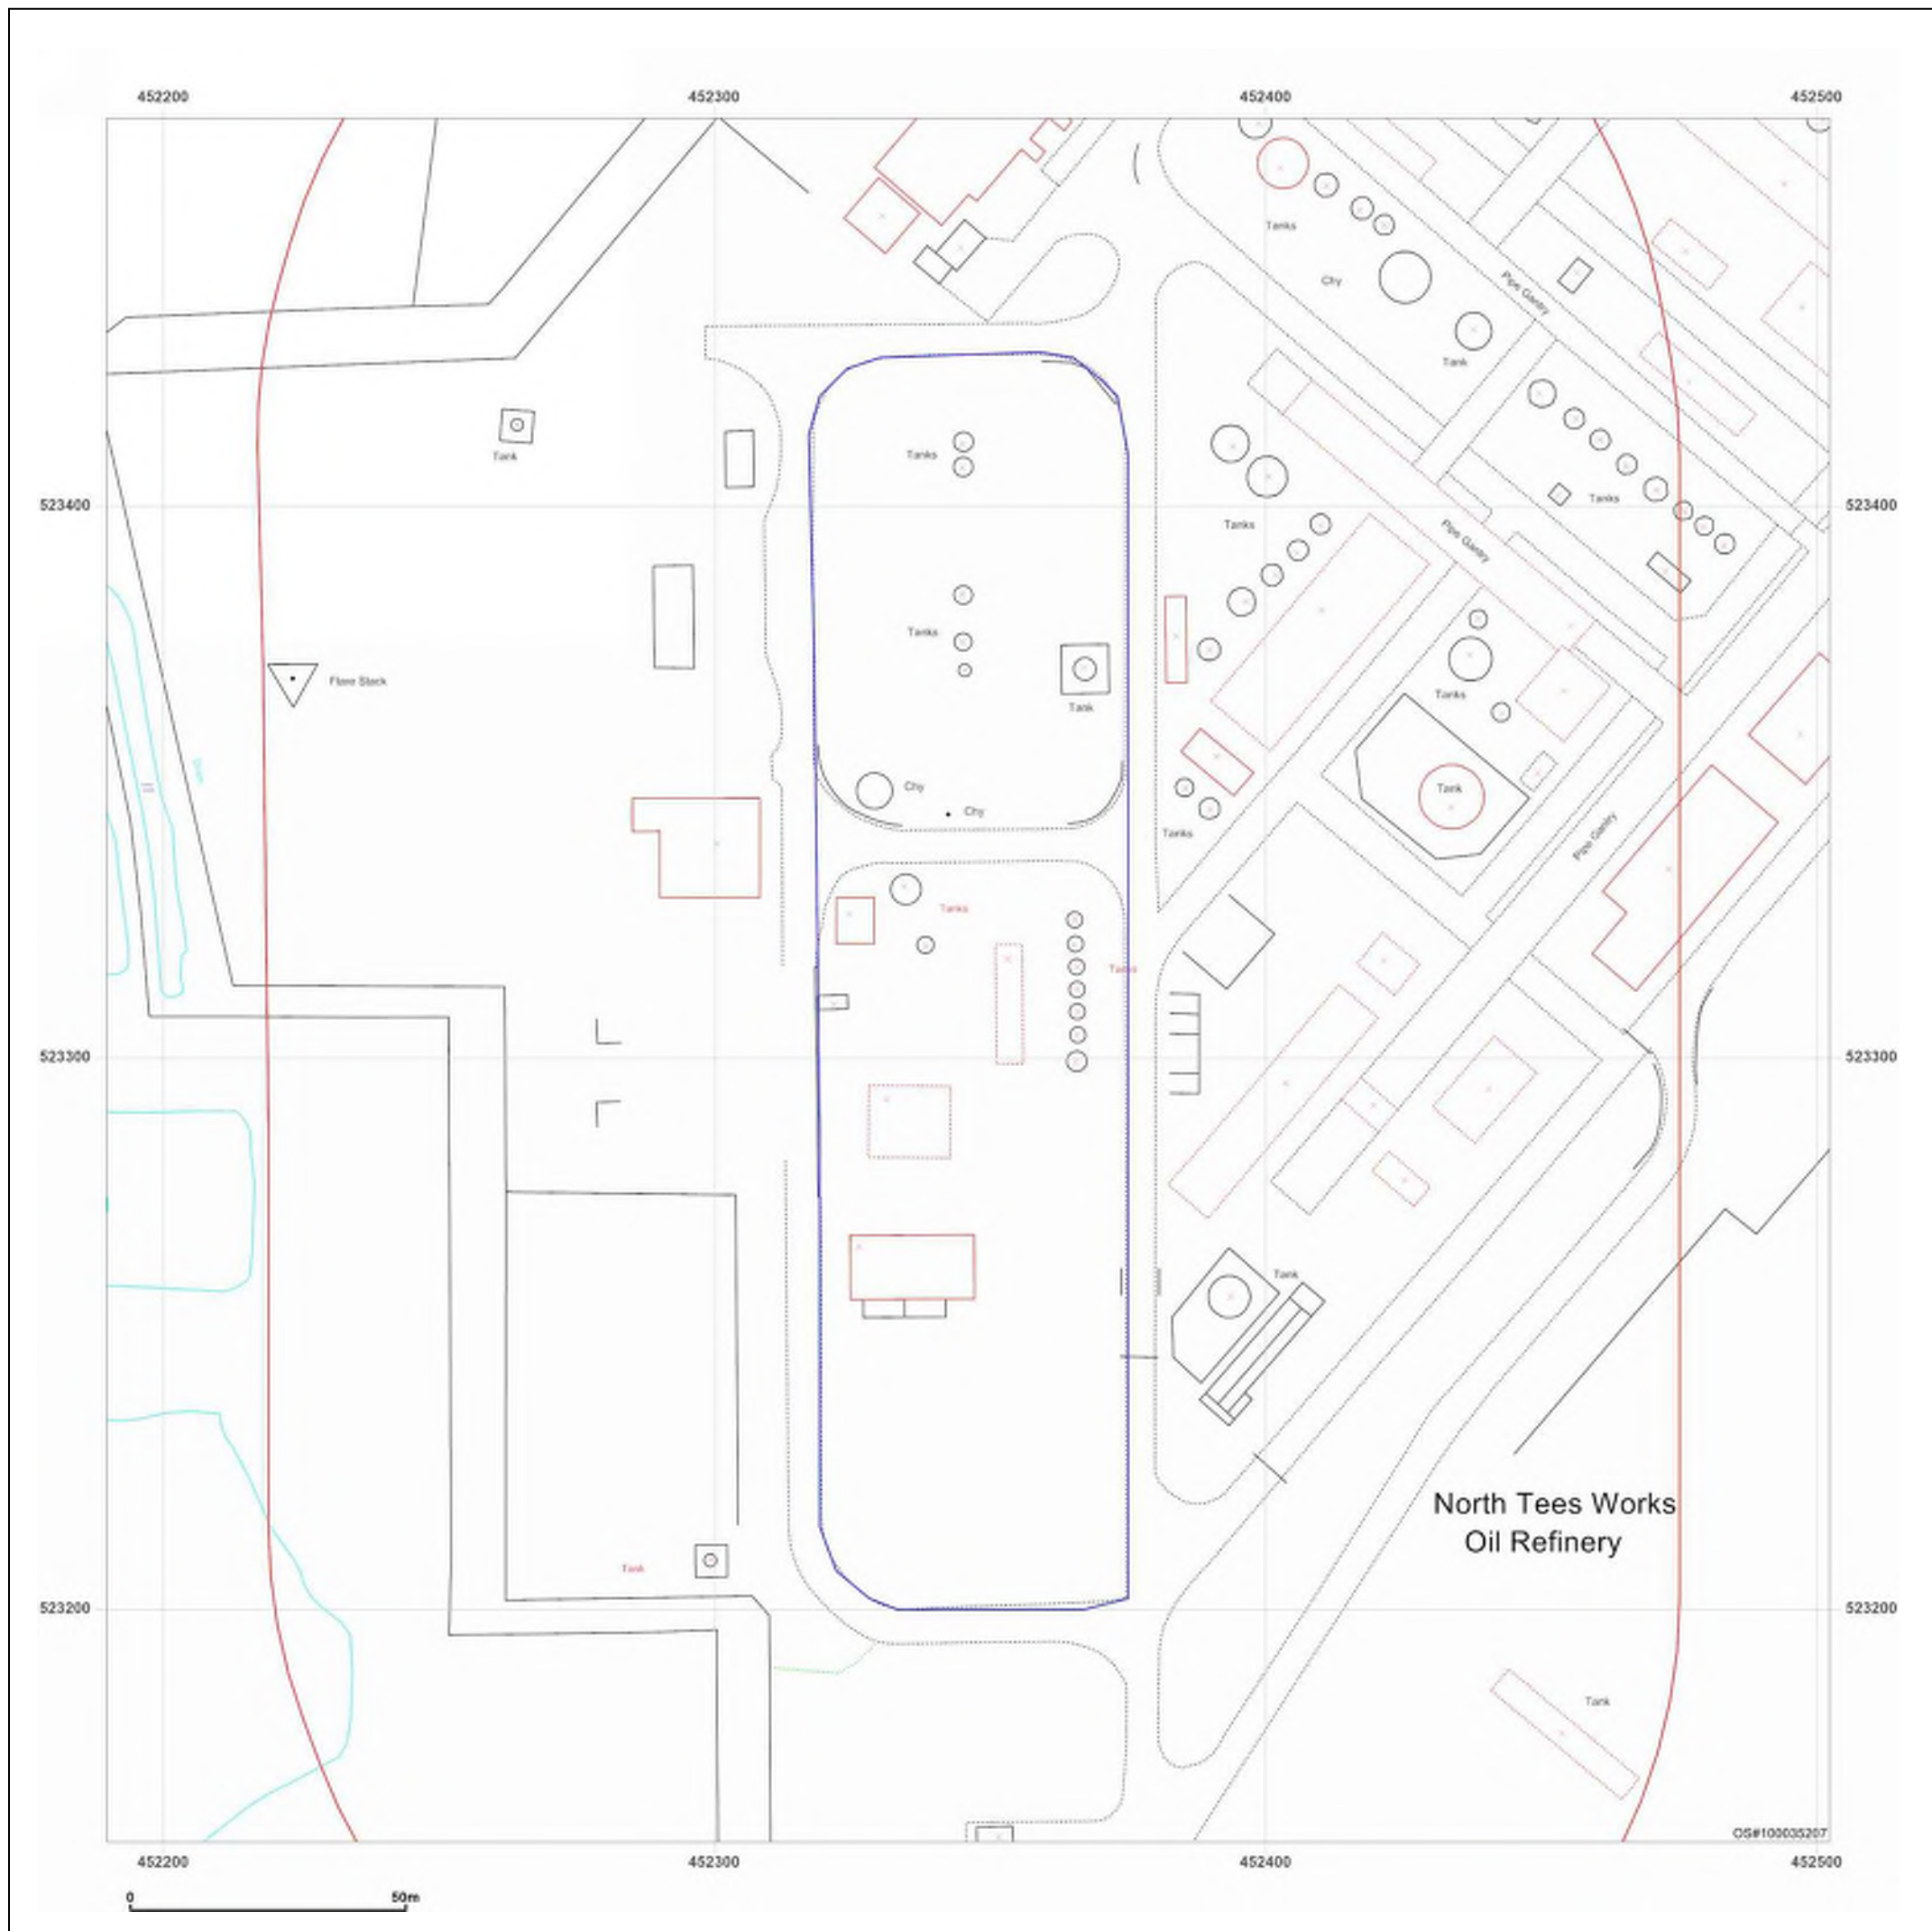 452200 452300 452400 452500
Tanks
Chy
Pipe Gantry
Tank
Tank
Tanks
523400 523400
Tanks
Tanks
Pipe Gantry
Tanks
Flare Stack
Tanks
Tank
Drain
Chy
Tank
Chy
Tanks
Pipe Gantry
Tanks
Tanks
523300 523300
Tank
North Tees Works
Oil Refinery
Tank
523200 523200
Tank
OS#100035207
452200 452300 452400 452500
0 50m